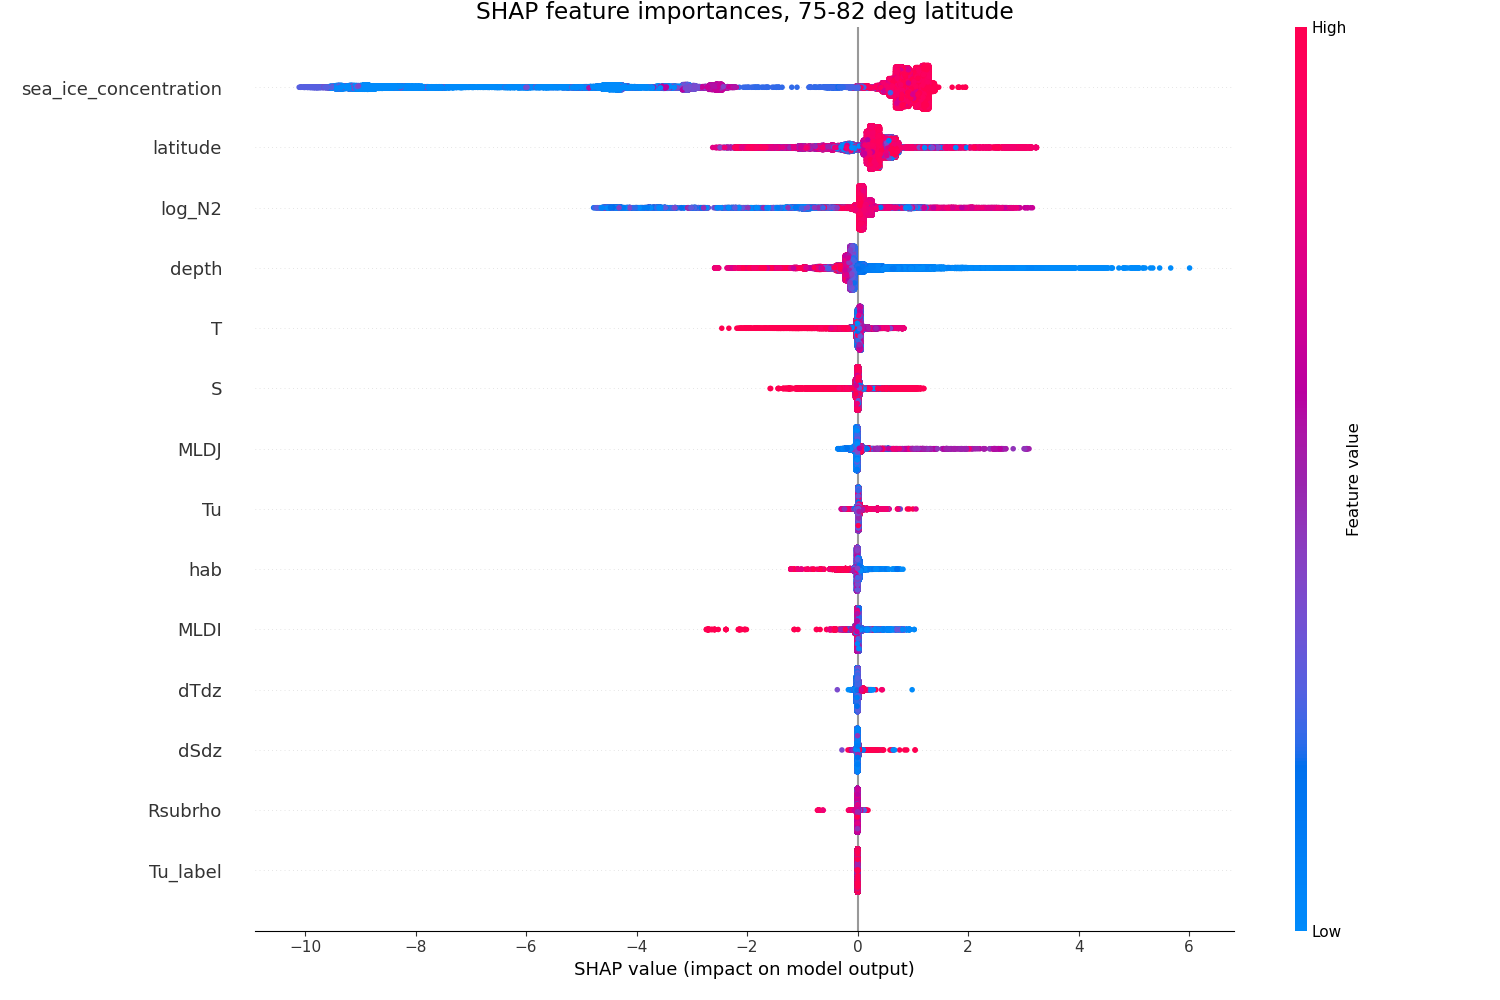 SHAP feature importances, 75-82 deg latitude
High
sea_ice_concentration
latitude
log_N2
depth
T
S
MLDJ
Tu
hab
MLDI
dTdz
dSdz
Rsubrho
Tu_label
Feature value
Low
−10 −8 −6 −4 −2 0 2 4 6
SHAP value (impact on model output)